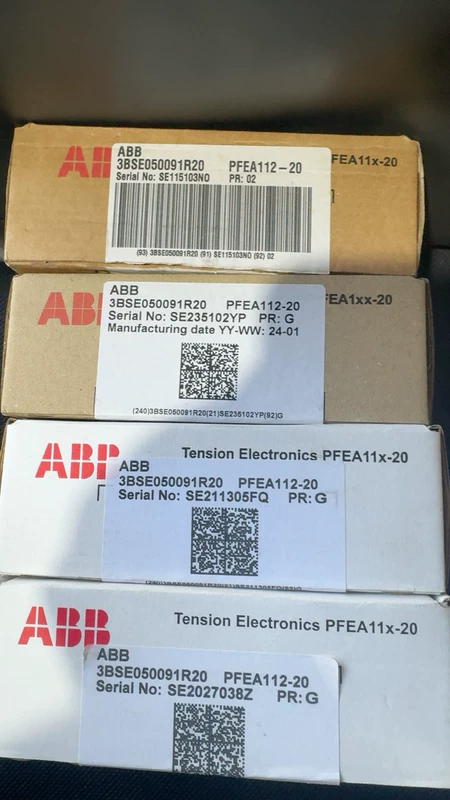 ABB
3BSE050091R20 PFEA112-20
Serial No: SE115103NO PR: 02
(93) 3BSE050091R20 (91) SE115103NO (92) 02
FEA11x-20
ABB
3BSE050091R20 PFEA112-20
Serial No: SE235102YP PR: G
Manufacturing date YY-WW: 24-01
(240)3BSE050091R20(21)SE235102YP(92)G
FEA1xx-20
ABB
Tension Electronics PFEA11x-20
ABB
3BSE050091R20 PFEA112-20
Serial No: SE211305FQ PR: G
ABB
Tension Electronics PFEA11x-20
ABB
3BSE050091R20 PFEA112-20
Serial No: SE2027038Z PR: G